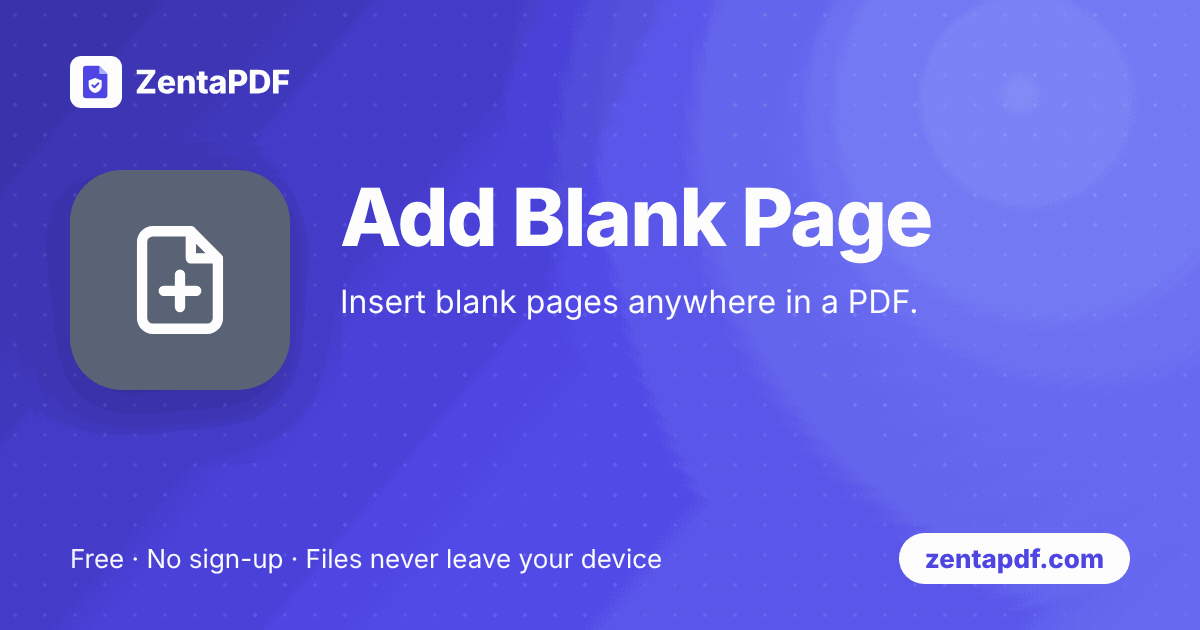 ZentaPDF
Add Blank Page
Insert blank pages anywhere in a PDF.
Free · No sign-up · Files never leave your device
zentapdf.com